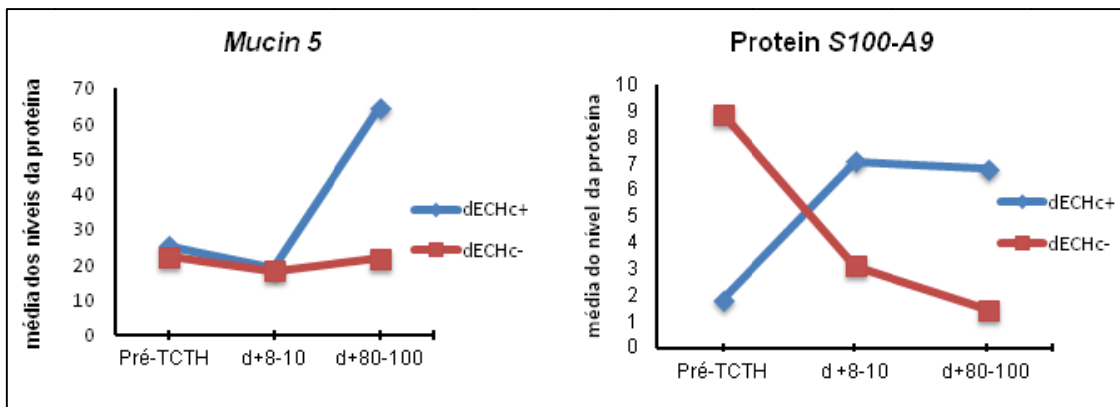 Mucin 5
média dos níveis da proteína
70
60
50
40
30
20
10
0
Pré-TCTH d+8-10 d+80-100
dECHc+
dECHc-
Protein S100-A9
média do nível da proteína
10
9
8
7
6
5
4
3
2
1
0
Pré-TCTH d+8-10 d+80-100
dECHc+
dECHc-